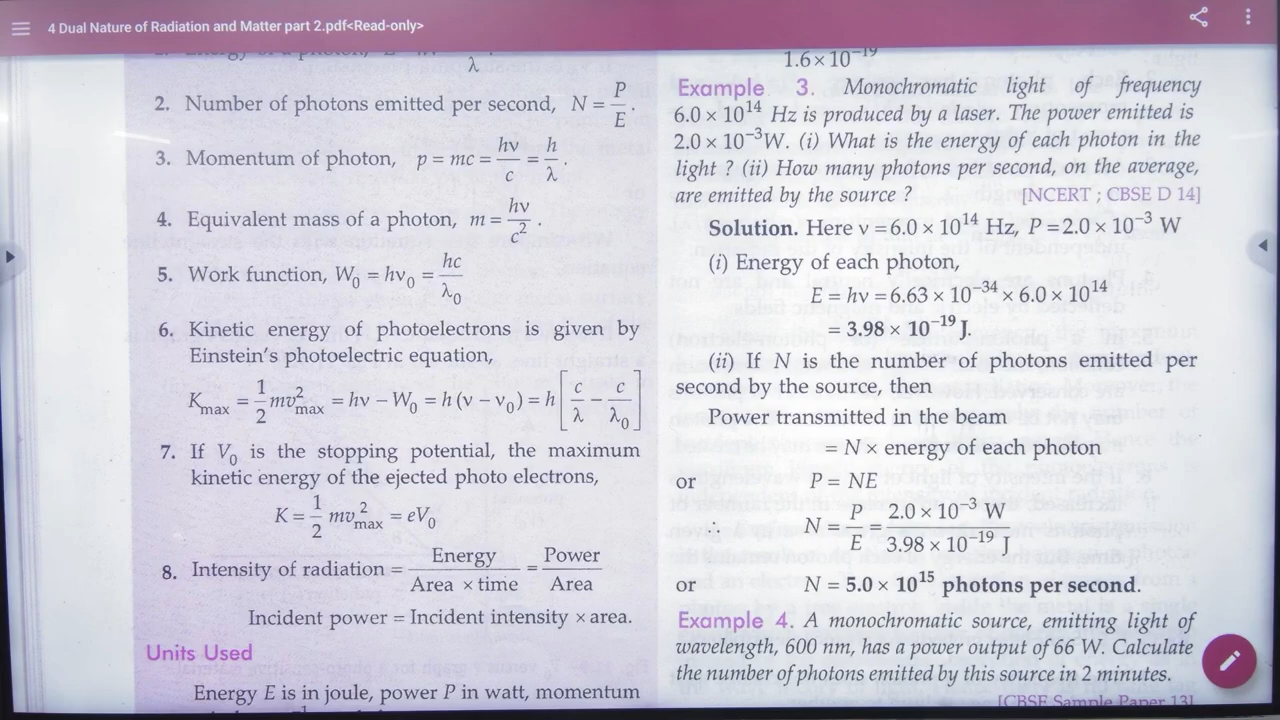 4 Dual Nature of Radiation and Matter part 2.pdf<Read-only>
λ
2. Number of photons emitted per second, N = P/E .
3. Momentum of photon, p = mc = hν/c = h/λ .
4. Equivalent mass of a photon, m = hν/c² .
5. Work function, W₀ = hν₀ = hc/λ₀
6. Kinetic energy of photoelectrons is given by
Einstein's photoelectric equation,
Kmax = 1/2 mv²max = hν − W₀ = h (ν − ν₀) = h [c/λ − c/λ₀]
7. If V₀ is the stopping potential, the maximum
kinetic energy of the ejected photo electrons,
K = 1/2 mv²max = eV₀
8. Intensity of radiation = Energy/Area × time = Power/Area
Incident power = Incident intensity × area.
Units Used
Energy E is in joule, power P in watt, momentum
1.6 × 10⁻¹⁹
Example 3. Monochromatic light of frequency
6.0 × 10¹⁴ Hz is produced by a laser. The power emitted is
2.0 × 10⁻³W. (i) What is the energy of each photon in the
light ? (ii) How many photons per second, on the average,
are emitted by the source ? [NCERT ; CBSE D 14]
Solution. Here ν = 6.0 × 10¹⁴ Hz, P = 2.0 × 10⁻³ W
(i) Energy of each photon,
E = hν = 6.63 × 10⁻³⁴ × 6.0 × 10¹⁴
= 3.98 × 10⁻¹⁹ J.
(ii) If N is the number of photons emitted per
second by the source, then
Power transmitted in the beam
= N × energy of each photon
or P = NE
∴ N = P/E = 2.0 × 10⁻³ W/3.98 × 10⁻¹⁹ J
or N = 5.0 × 10¹⁵ photons per second.
Example 4. A monochromatic source, emitting light of
wavelength, 600 nm, has a power output of 66 W. Calculate
the number of photons emitted by this source in 2 minutes.
[CBSE Sample Paper 13]